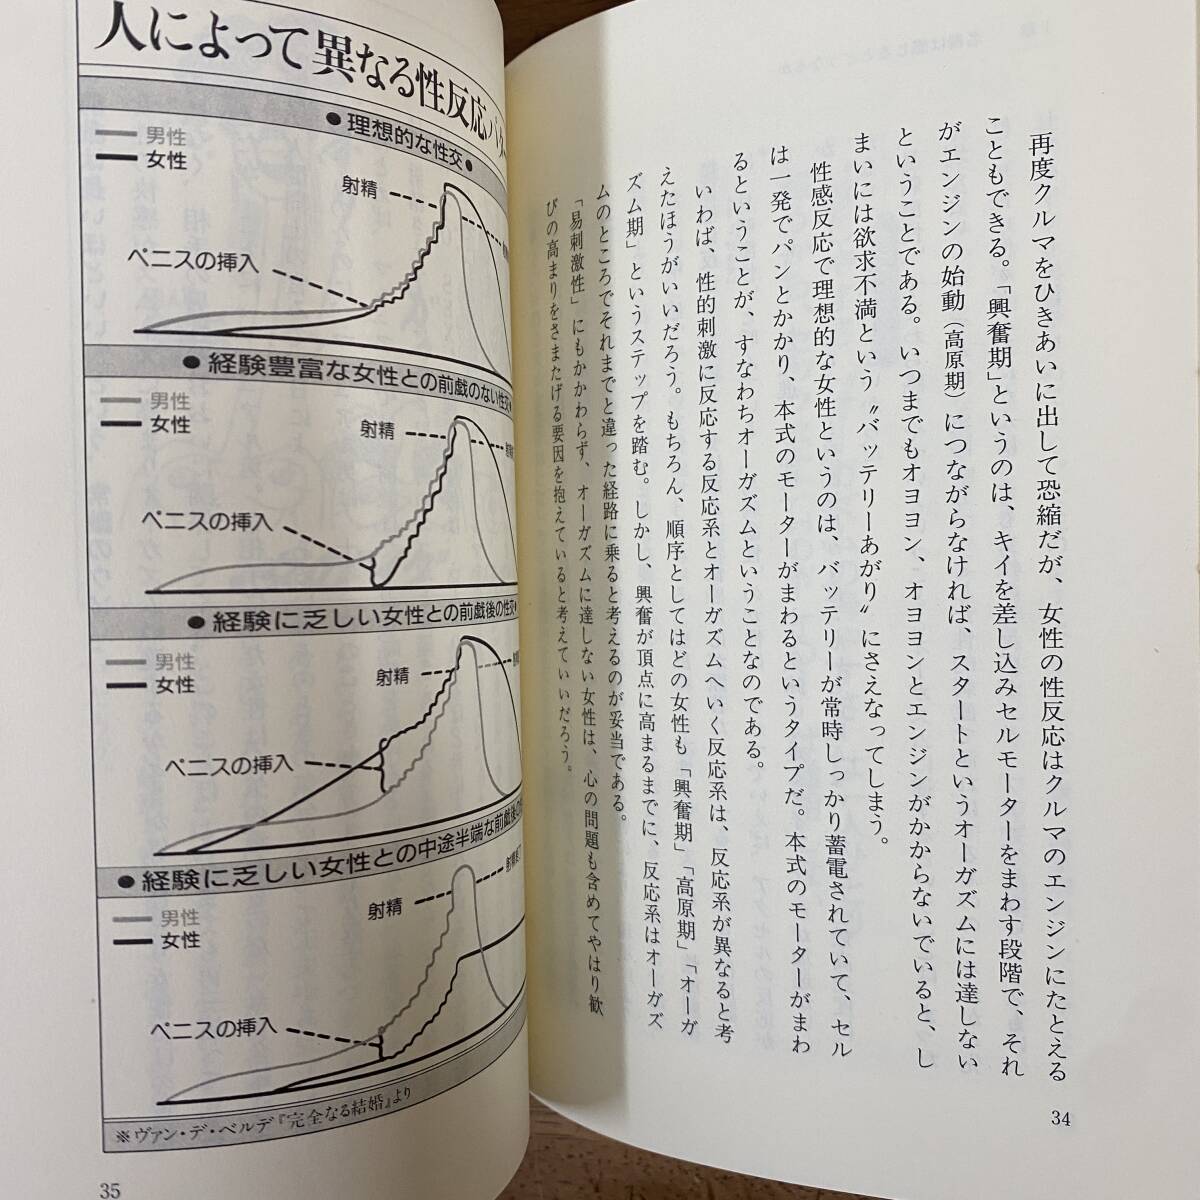 再度クルマをひきあいに出して恐縮だが、女性の性反応はクルマのエンジンにたとえる
こともできる。「興奮期」というのは、キイを差し込みセルモーターをまわす段階で、それ
がエンジンの始動(高原期)につながらなければ、スタートというオーガズムには達しない
ということである。いつまでもオヨヨン、オヨヨンとエンジンがかからないでいると、し
まいには欲求不満という〝バッテリーあがり〟にさえなってしまう。
性感反応で理想的な女性というのは、バッテリーが常時しっかり蓄電されていて、セル
は一発でパンとかかり、本式のモーターがまわるというタイプだ。本式のモーターがまわ
るということが、すなわちオーガズムということなのである。
いわば、性的刺激に反応する反応系とオーガズムへいく反応系は、反応系が異なると考
えたほうがいいだろう。もちろん、順序としてはどの女性も「興奮期」「高原期」「オーガ
ズム期」というステップを踏む。しかし、興奮が頂点に高まるまでに、反応系はオーガズ
ムのところでそれまでと違った経路に乗ると考えるのが妥当である。
「易刺激性」にもかかわらず、オーガズムに達しない女性は、心の問題も含めてやはり歓
びの高まりをさまたげる要因を抱えていると考えていいだろう。
34
人によって異なる性反応パタ
●理想的な性交●
男性
女性
射精
ペニスの挿入
●経験豊富な女性との前戯のない性交●
男性
女性
射精
ペニスの挿入
●経験に乏しい女性との前戯後の性交●
男性
女性
射精
ペニスの挿入
●経験に乏しい女性との中途半端な前戯後の
男性
女性
射精
ペニスの挿入
※ヴァン・デ・ベルデ『完全なる結婚』より
35